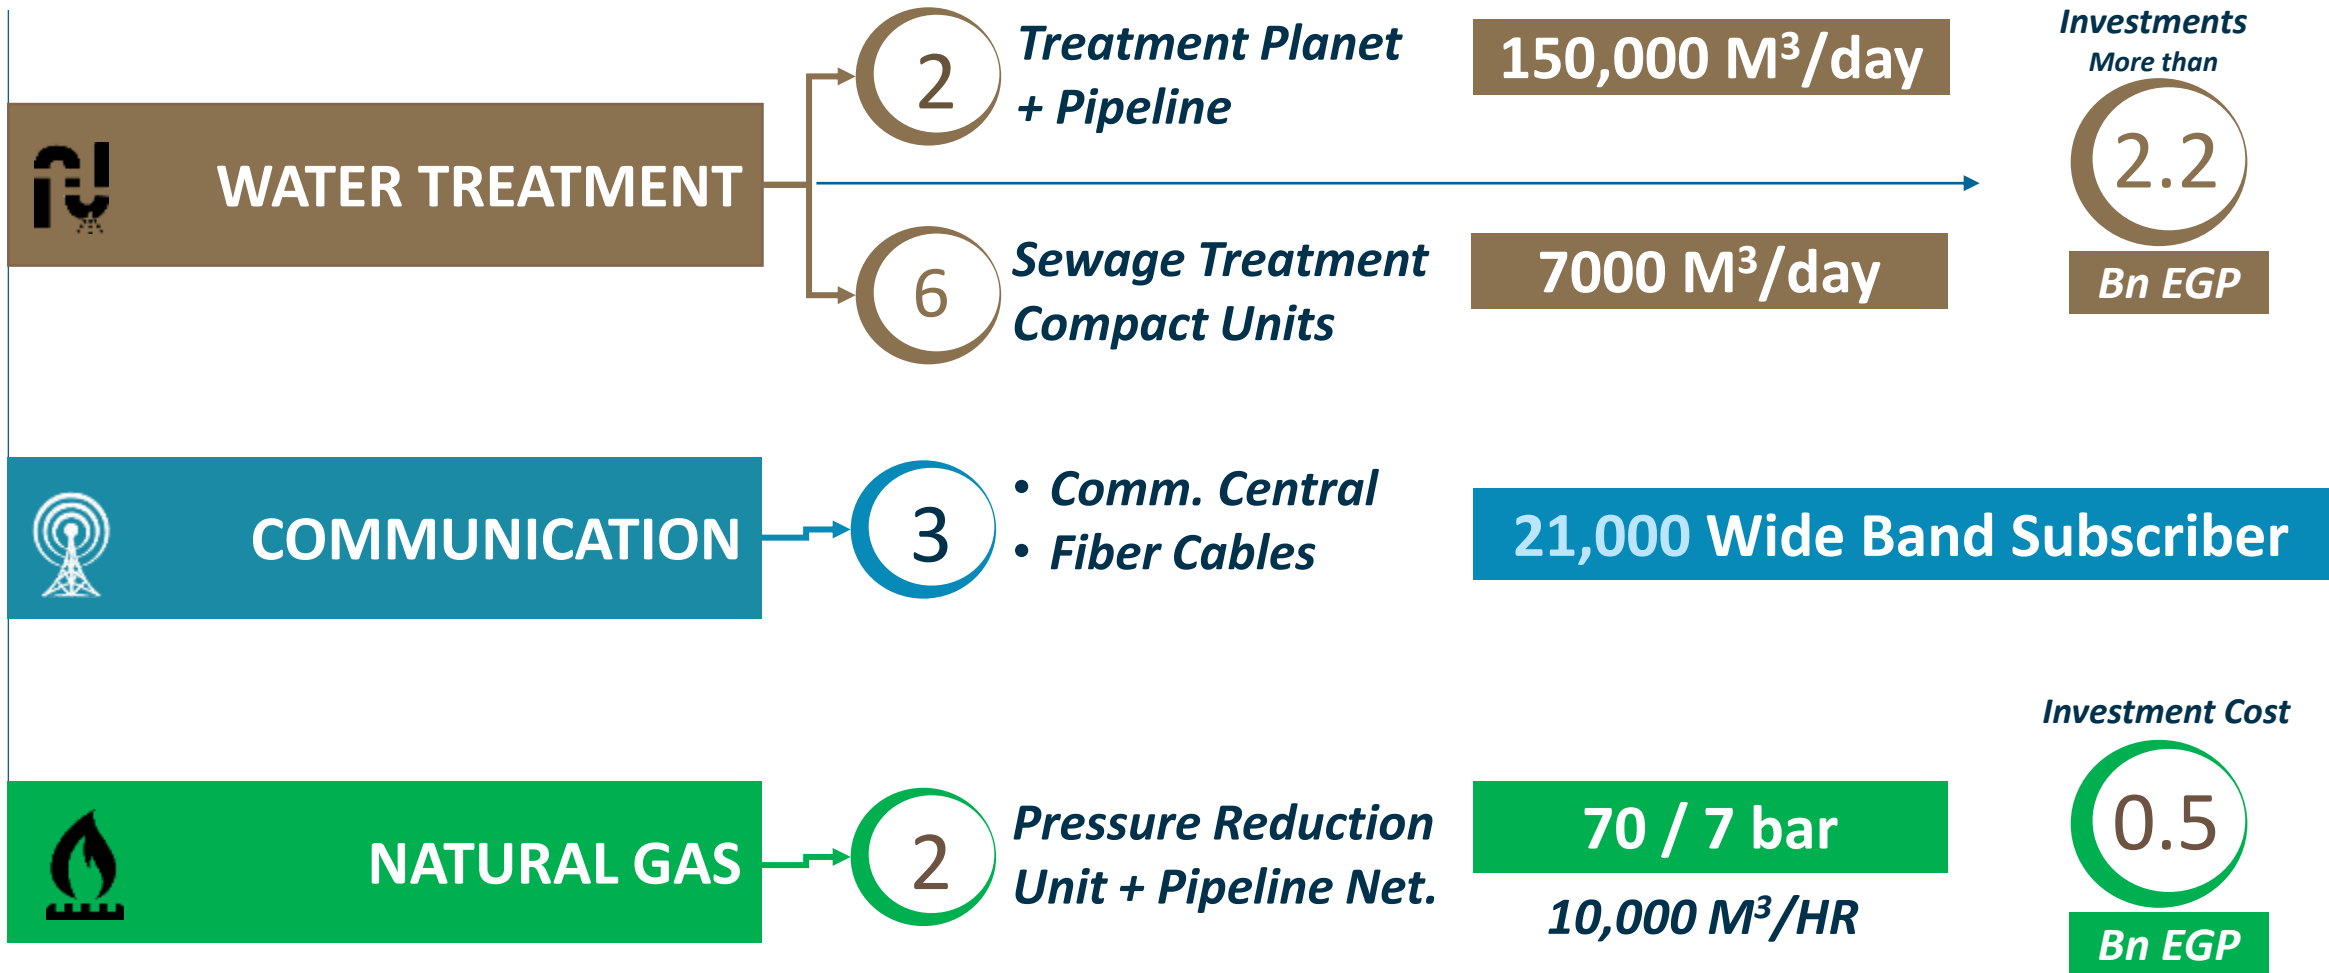 WATER TREATMENT
2
Treatment Planet
+ Pipeline
150,000 M³/day
6
Sewage Treatment
Compact Units
7000 M³/day
Investments
More than
2.2
Bn EGP
COMMUNICATION
3
• Comm. Central
• Fiber Cables
21,000 Wide Band Subscriber
NATURAL GAS
2
Pressure Reduction
Unit + Pipeline Net.
70 / 7 bar
10,000 M³/HR
Investment Cost
0.5
Bn EGP